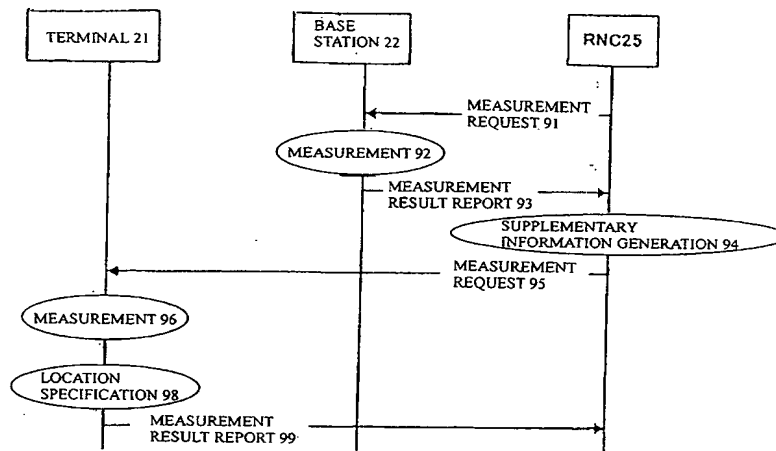 TERMINAL 21
BASE
STATION 22
RNC25
MEASUREMENT
REQUEST 91
MEASUREMENT 92
MEASUREMENT
RESULT REPORT 93
SUPPLEMENTARY
INFORMATION GENERATION 94
MEASUREMENT
REQUEST 95
MEASUREMENT 96
LOCATION
SPECIFICATION 98
MEASUREMENT
RESULT REPORT 99